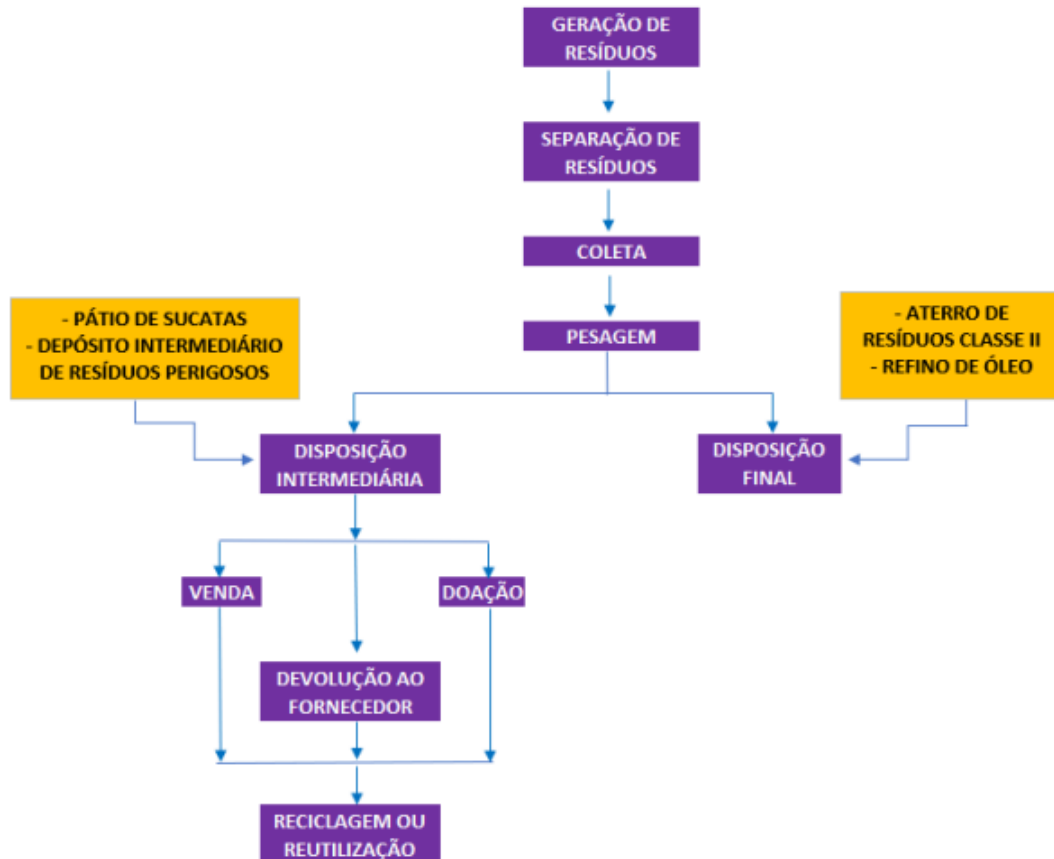 GERAÇÃO DE
RESÍDUOS
SEPARAÇÃO DE
RESÍDUOS
COLETA
PESAGEM
- PÁTIO DE SUCATAS
- DEPÓSITO INTERMEDIÁRIO
DE RESÍDUOS PERIGOSOS
- ATERRO DE
RESÍDUOS CLASSE II
- REFINO DE ÓLEO
DISPOSIÇÃO
INTERMEDIÁRIA
DISPOSIÇÃO
FINAL
VENDA
DOAÇÃO
DEVOLUÇÃO AO
FORNECEDOR
RECICLAGEM OU
REUTILIZAÇÃO